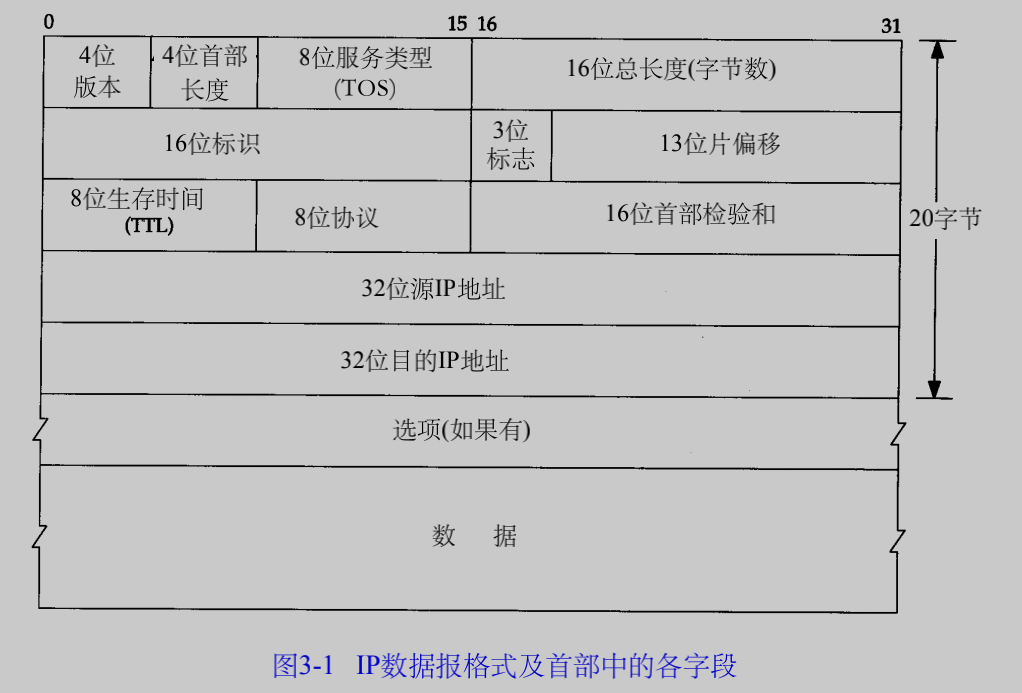 0 15 16 31
4位
版本
4位首部
长度
8位服务类型
(TOS)
16位总长度(字节数)
16位标识
3位
标志
13位片偏移
8位生存时间
(TTL)
8位协议
16位首部检验和
20字节
32位源IP地址
32位目的IP地址
选项(如果有)
数 据
图3-1 IP数据报格式及首部中的各字段